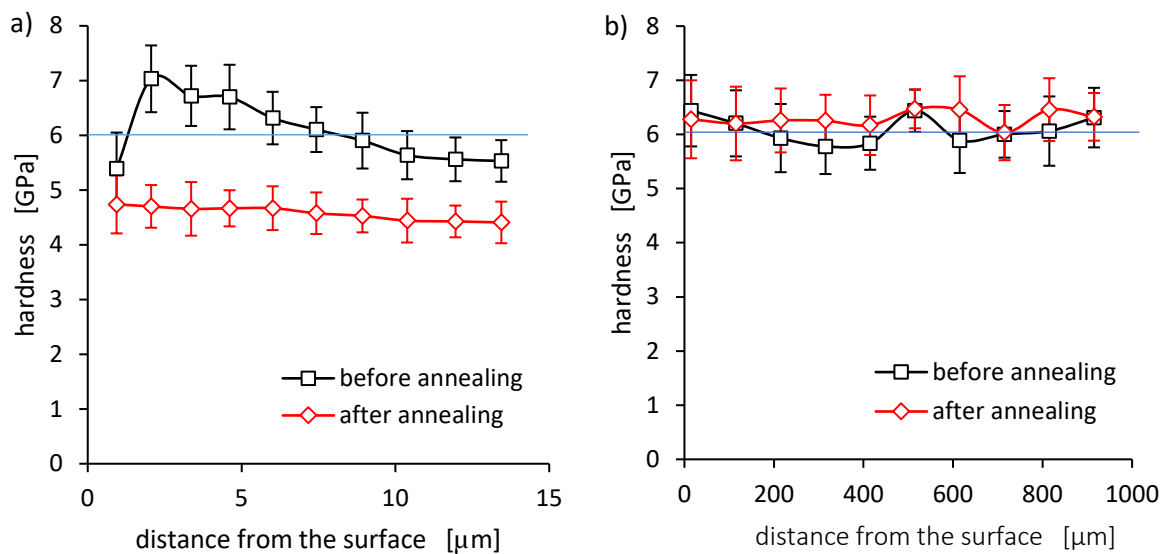 a)
8
7
6
5
4
3
2
1
0
hardness [GPa]
before annealing
after annealing
0 5 10 15
distance from the surface [μm]
b)
8
7
6
5
4
3
2
1
0
hardness [GPa]
before annealing
after annealing
0 200 400 600 800 1000
distance from the surface [μm]